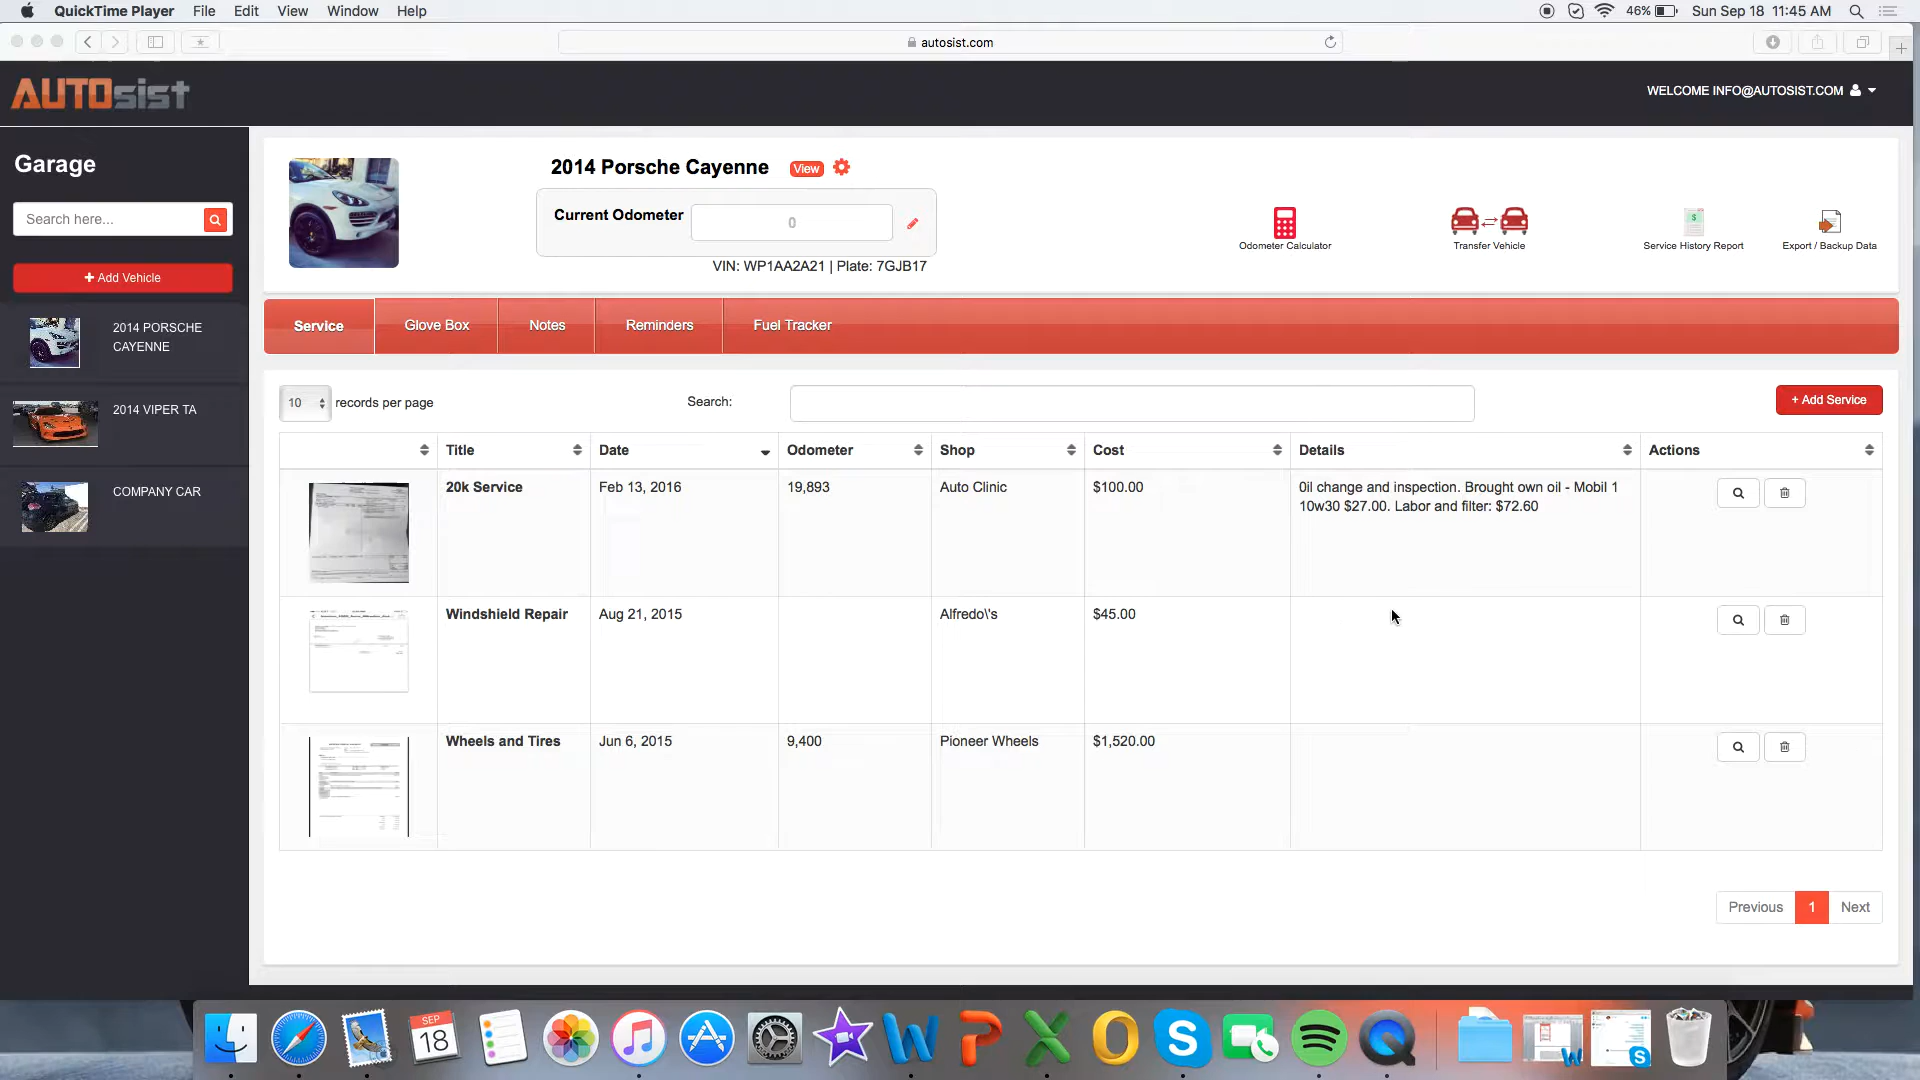 QuickTime Player File Edit View Window Help 46% Sun Sep 18 11:45 AM
autosist.com
AUTOsist
WELCOME INFO@AUTOSIST.COM
Garage
Search here...
+ Add Vehicle
2014 PORSCHE
CAYENNE
2014 VIPER TA
COMPANY CAR
2014 Porsche Cayenne View
Current Odometer 0
VIN: WP1AA2A21 | Plate: 7GJB17
Odometer Calculator Transfer Vehicle Service History Report Export / Backup Data
Service Glove Box Notes Reminders Fuel Tracker
10 records per page Search: + Add Service
Title Date Odometer Shop Cost Details Actions
20k Service Feb 13, 2016 19,893 Auto Clinic $100.00 0il change and inspection. Brought own oil - Mobil 1
10w30 $27.00. Labor and filter: $72.60
Windshield Repair Aug 21, 2015 Alfredo\'s $45.00
Wheels and Tires Jun 6, 2015 9,400 Pioneer Wheels $1,520.00
Previous 1 Next
SEP
18